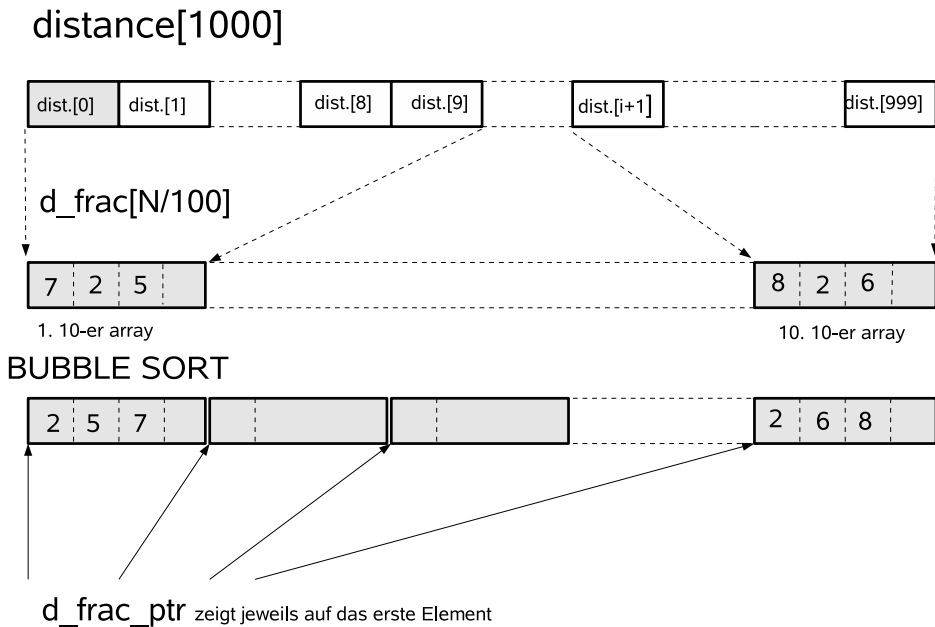 distance[1000]
dist.[0] dist.[1] dist.[8] dist.[9] dist.[i+1] dist.[999]
d_frac[N/100]
7 2 5 8 2 6
1. 10-er array 10. 10-er array
BUBBLE SORT
2 5 7 2 6 8
d_frac_ptr zeigt jeweils auf das erste Element